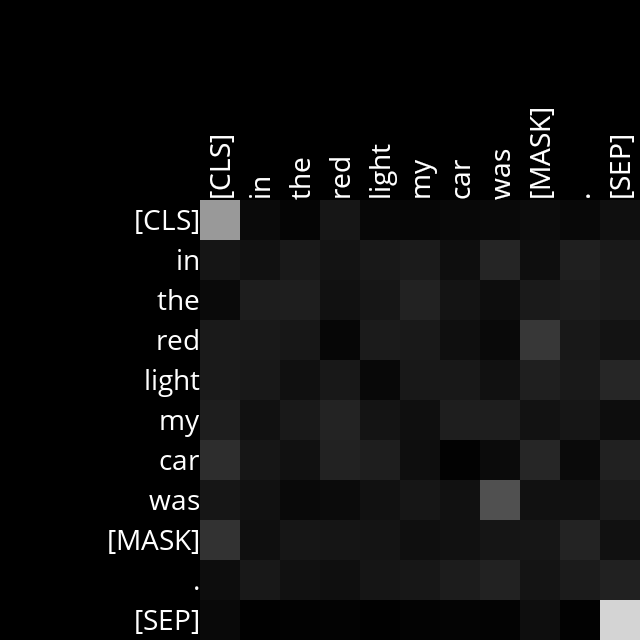 [CLS] in the red light my car was [MASK] . [SEP]
[CLS]
in
the
red
light
my
car
was
[MASK]
.
[SEP]